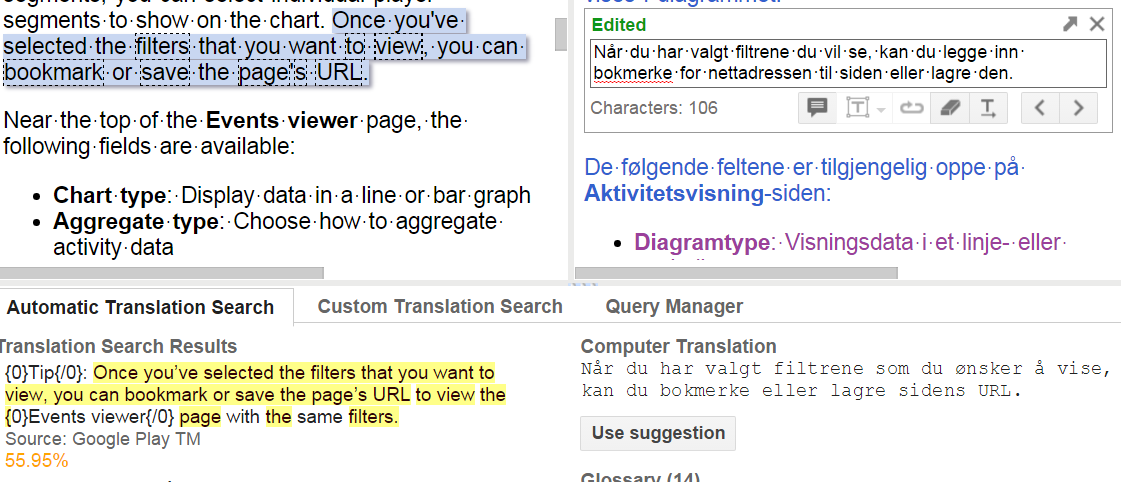 segments to show on the chart. Once you've
selected the filters that you want to view, you can
bookmark or save the page's URL.
Near the top of the Events viewer page, the
following fields are available:
Chart type: Display data in a line or bar graph
Aggregate type: Choose how to aggregate
activity data
Edited
Når du har valgt filtrene du vil se, kan du legge inn
bokmerke for nettadressen til siden eller lagre den.
Characters: 106
De følgende feltene er tilgjengelig oppe på
Aktivitetsvisning-siden:
Diagramtype: Visningsdata i et linje- eller
Automatic Translation Search
Custom Translation Search
Query Manager
Translation Search Results
{0}Tip{/0}: Once you’ve selected the filters that you want to
view, you can bookmark or save the page’s URL to view the
{0}Events viewer{/0} page with the same filters.
Source: Google Play TM
55.95%
Computer Translation
Når du har valgt filtrene som du ønsker å vise,
kan du bokmerke eller lagre sidens URL.
Use suggestion
Glossary (14)